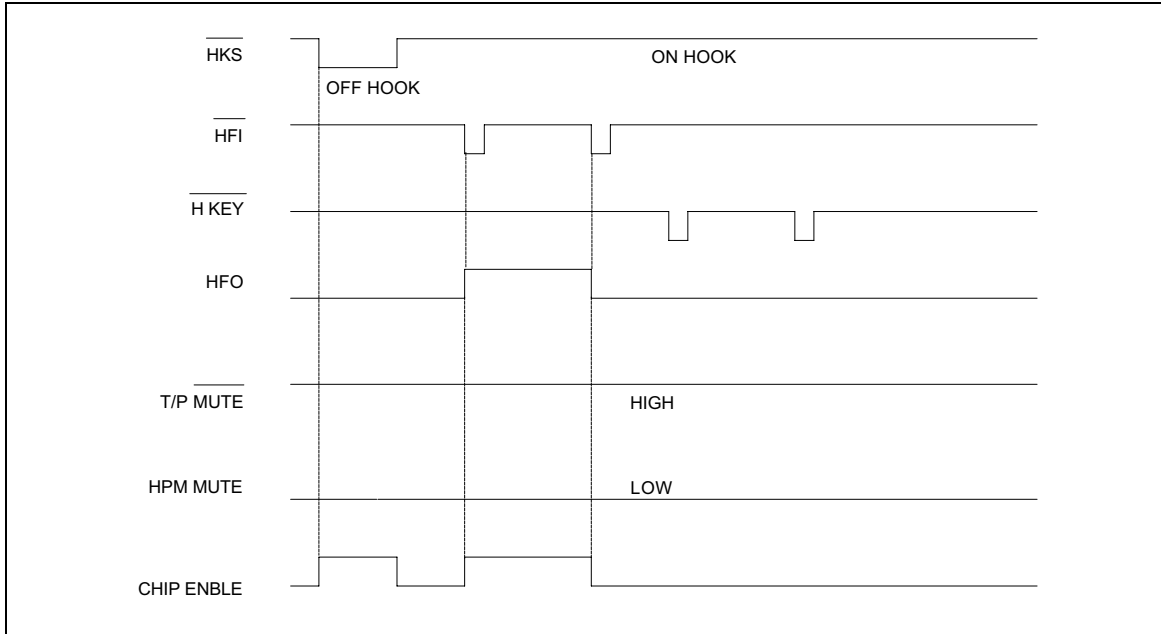 HKS
ON HOOK
OFF HOOK
HFI
H KEY
HFO
T/P MUTE
HIGH
HPM MUTE
LOW
CHIP ENBLE